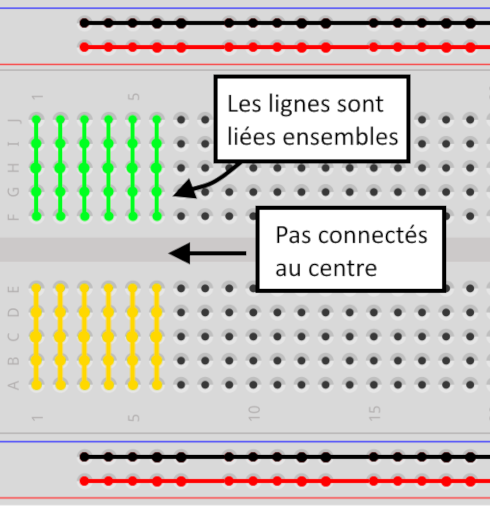 1
5
J
I
H
G
F
Les lignes sont
liées ensembles
Pas connectés
au centre
E
D
C
B
A
1
5
10
15